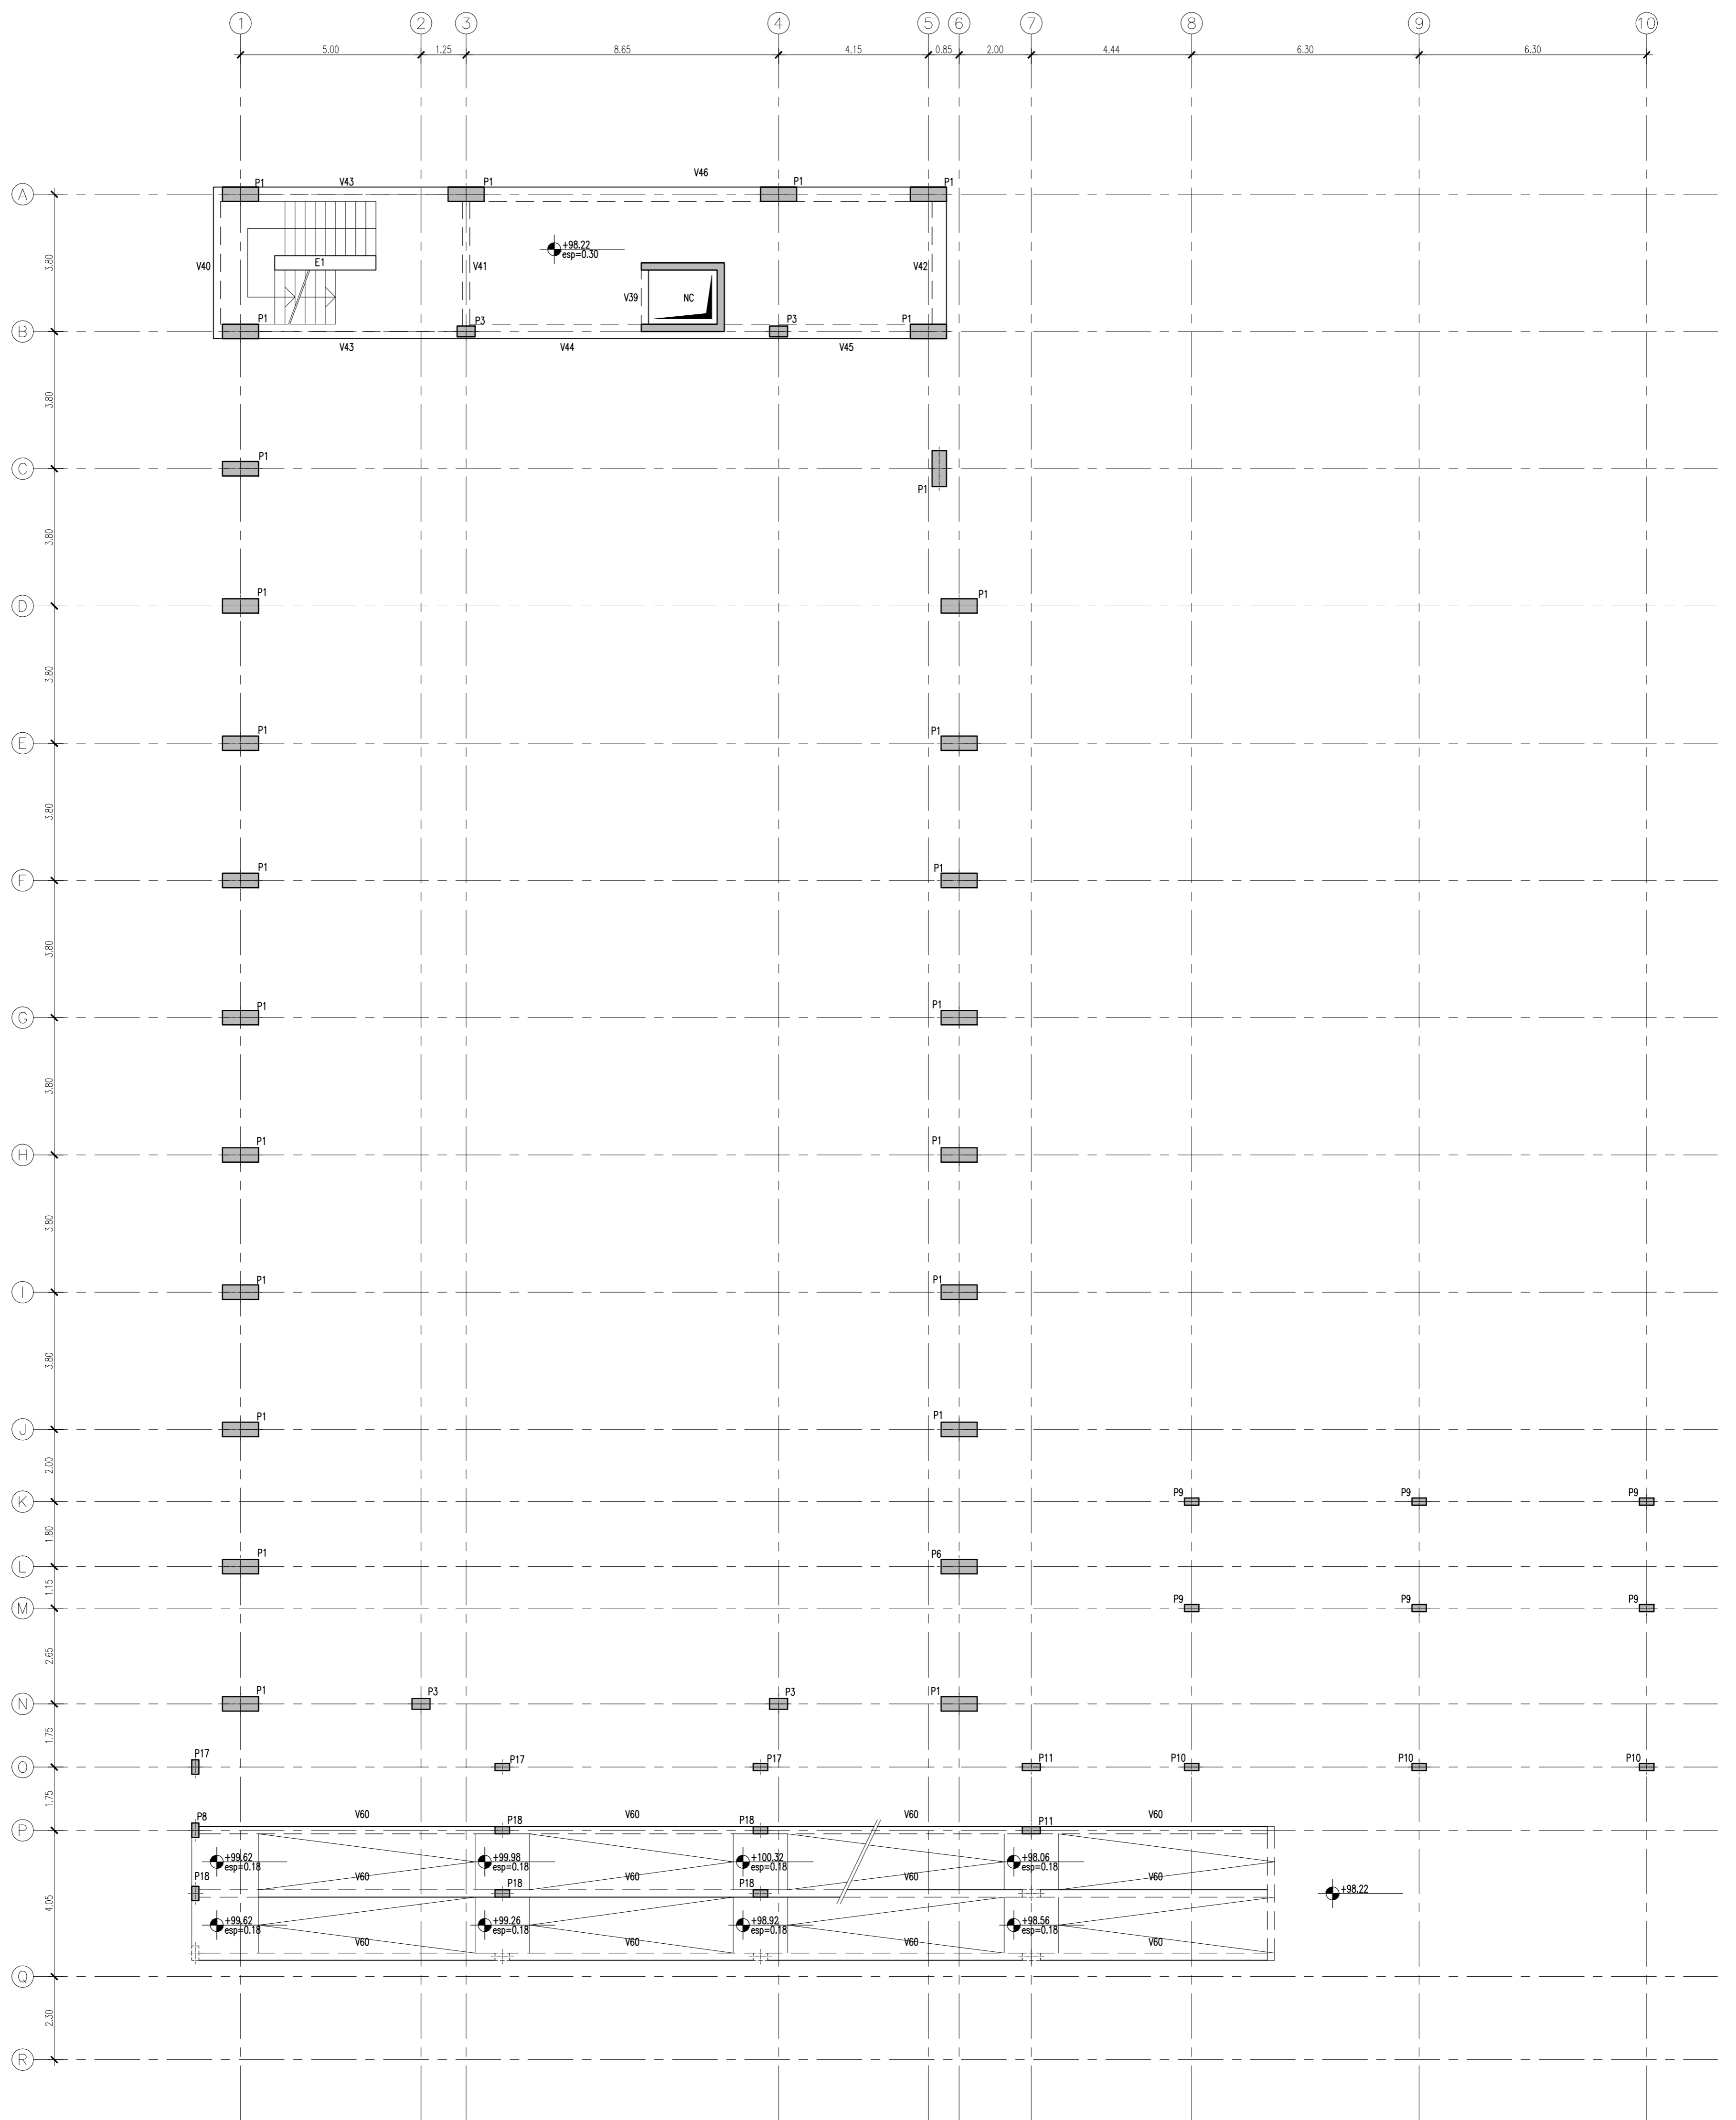 1 2 3 4 5 6 7 8 9 10
5.00 1.25 8.65 4.15 0.85 2.00 4.44 6.30 6.30
V46
A P1 V43 P1 P1 P1
3.80
+98.22
esp=0.30
V40 E1 V41 V39 NC V42
B P1 P3 P3 P1
V43 V44 V45
3.80
C P1 P1
3.80
D P1 P1
3.80
E P1 P1
3.80
F P1 P1
3.80
G P1 P1
3.80
H P1 P1
3.80
I P1 P1
3.80
J P1 P1
2.00
K P9 P9 P9
1.80
L P1 P6
1.15
M P9 P9 P9
2.65
N P1 P3 P3 P1
1.75
O P17 P17 P17 P11 P10 P10 P10
1.75
V60 V60 V60 V60
P P8 P18 P18 P11
+99.62 +99.98 +100.32 +98.06
esp=0.18 esp=0.18 esp=0.18 esp=0.18
V60 V60 V60 V60
P18 P18 P18
4.05
+98.22
+99.62 +99.26 +98.92 +98.56
esp=0.18 esp=0.18 esp=0.18 esp=0.18
V60 V60 V60 V60
Q
2.30
R